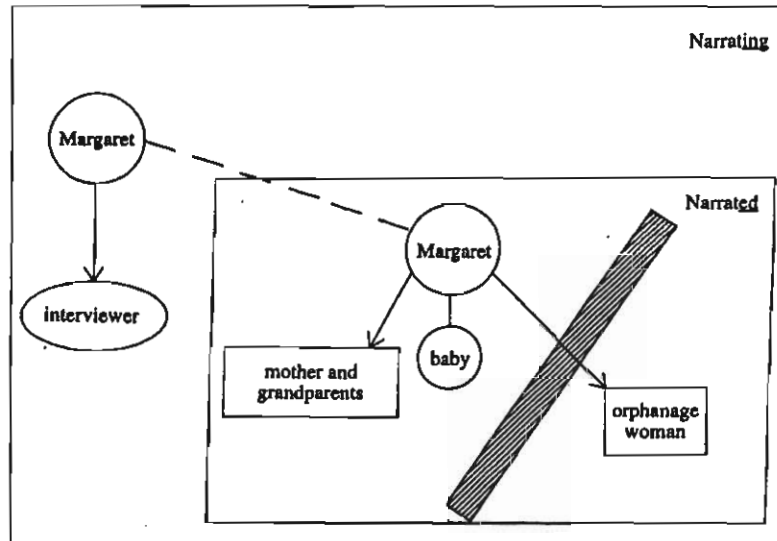 Narrating
Margaret
Narrated
Margaret
interviewer
baby
mother and
grandparents
orphanage
woman